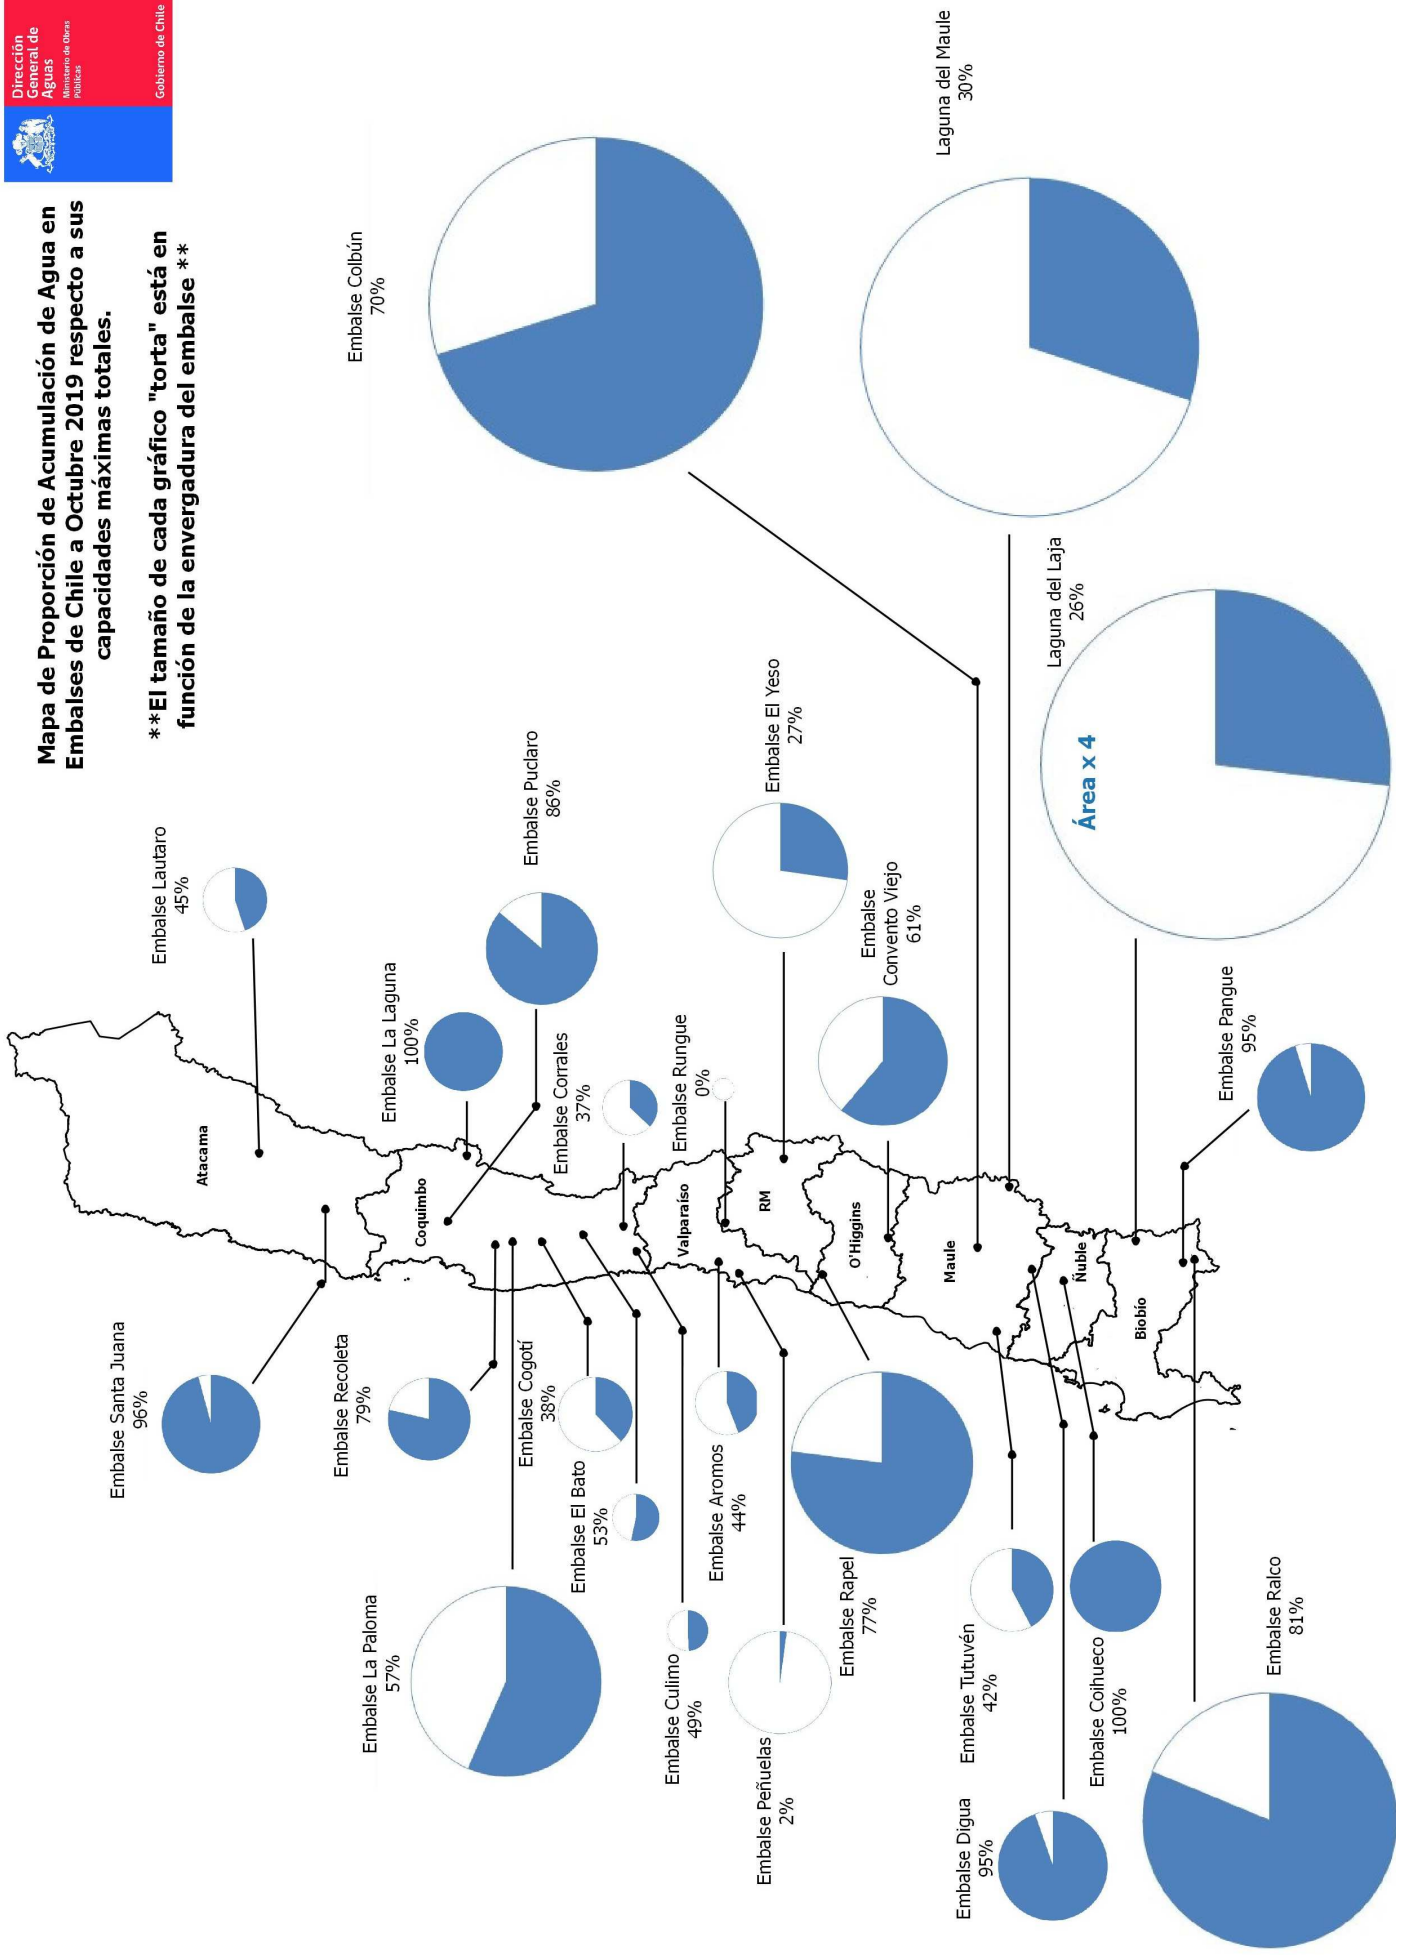 Dirección
General de
Aguas
Ministerio de Obras
Públicas
Gobierno de Chile
Mapa de Proporción de Acumulación de Agua en
Embalses de Chile a Octubre 2019 respecto a sus
capacidades máximas totales.
**El tamaño de cada gráfico "torta" está en
función de la envergadura del embalse **
Embalse Santa Juana
96%
Embalse Lautaro
45%
Atacama
Embalse Recoleta
79%
Embalse La Laguna
100%
Embalse Puclaro
86%
Coquimbo
Embalse La Paloma
57%
Embalse Cogotí
38%
Embalse Corrales
37%
Embalse El Bato
53%
Embalse Culimo
49%
Embalse Rungue
0%
Valparaíso
Embalse Aromos
44%
Embalse Peñuelas
2%
RM
Embalse El Yeso
27%
Embalse Rapel
77%
O'Higgins
Embalse
Convento Viejo
61%
Embalse Colbún
70%
Maule
Laguna del Maule
30%
Embalse Tutuvén
42%
Embalse Digua
95%
Embalse Coihueco
100%
Ñuble
Laguna del Laja
26%
Área x 4
Biobío
Embalse Pangue
95%
Embalse Ralco
81%